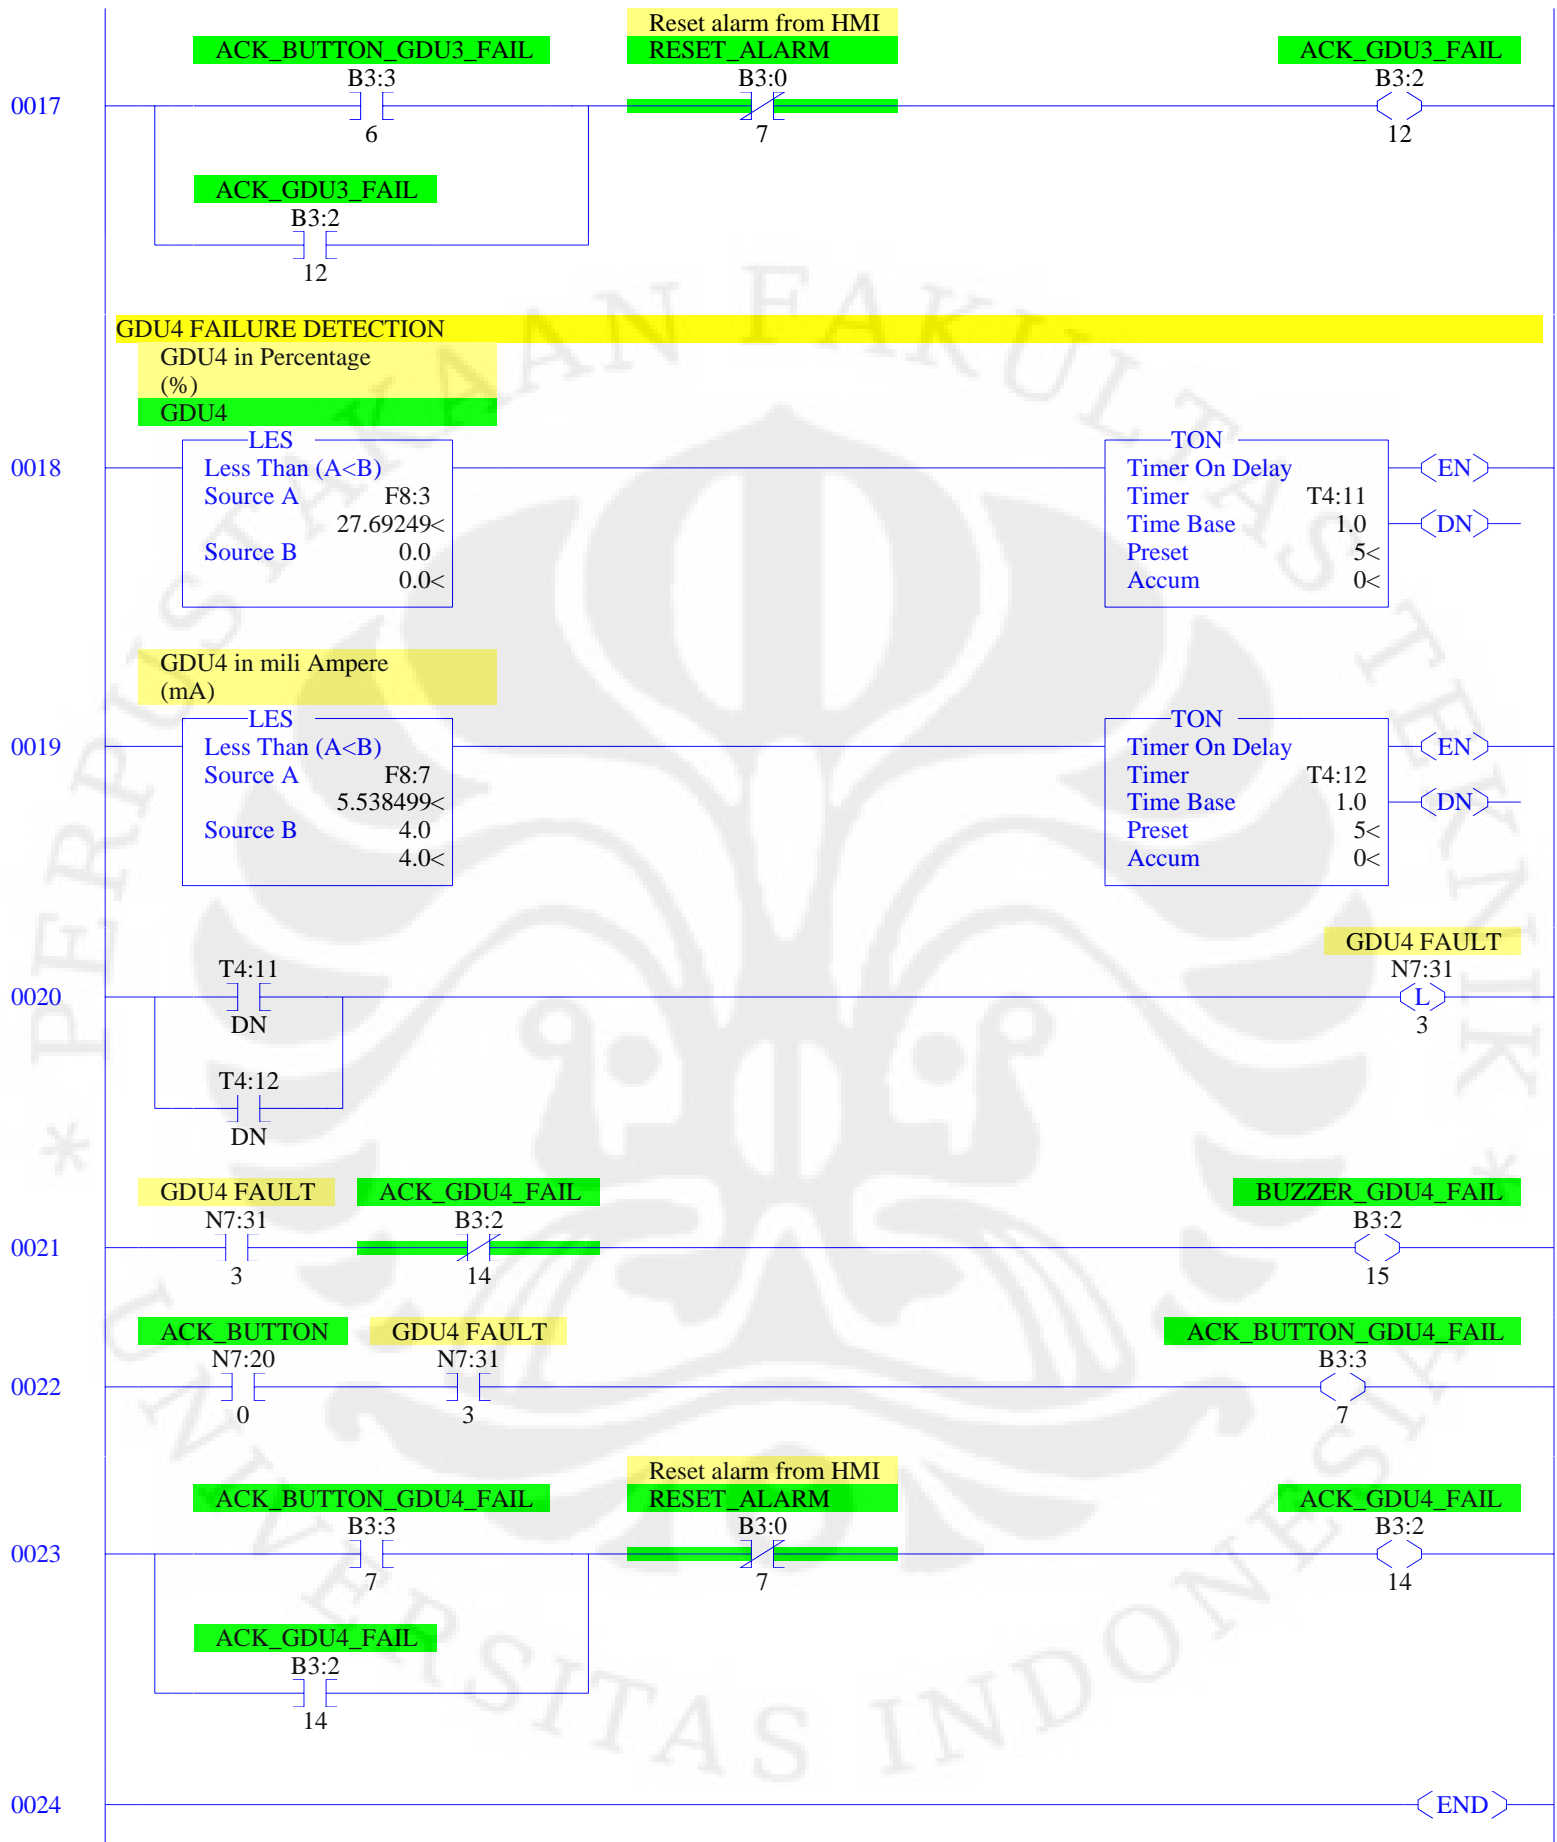 Reset alarm from HMI
ACK_BUTTON_GDU3_FAIL RESET_ALARM ACK_GDU3_FAIL
B3:3 B3:0 B3:2
0017
6 7 12
ACK_GDU3_FAIL
B3:2
12
GDU4 FAILURE DETECTION
GDU4 in Percentage
(%)
GDU4
LES TON
0018 Less Than (A<B) Timer On Delay EN
Source A F8:3 Timer T4:11
27.69249< Time Base 1.0 DN
Source B 0.0 Preset 5<
0.0< Accum 0<
GDU4 in mili Ampere
(mA)
LES TON
0019 Less Than (A<B) Timer On Delay EN
Source A F8:7 Timer T4:12
5.538499< Time Base 1.0 DN
Source B 4.0 Preset 5<
4.0< Accum 0<
GDU4 FAULT
T4:11 N7:31
0020 L
DN 3
T4:12
DN
GDU4 FAULT ACK_GDU4_FAIL BUZZER_GDU4_FAIL
N7:31 B3:2 B3:2
0021
3 14 15
ACK_BUTTON GDU4 FAULT ACK_BUTTON_GDU4_FAIL
N7:20 N7:31 B3:3
0022
0 3 7
Reset alarm from HMI
ACK_BUTTON_GDU4_FAIL RESET_ALARM ACK_GDU4_FAIL
B3:3 B3:0 B3:2
0023
7 7 14
ACK_GDU4_FAIL
B3:2
14
0024 END
* PERPUSTAKAAN FAKULTAS TEKNIK *
UNIVERSITAS INDONESIA